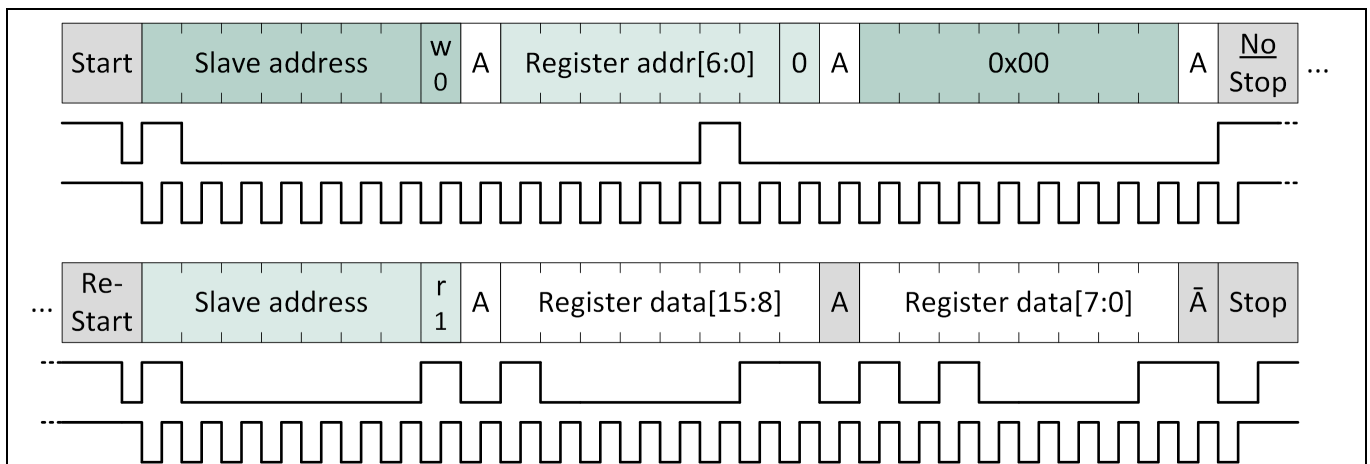 Start Slave address w 0 A Register addr[6:0] 0 A 0x00 A No Stop ...
... Re-Start Slave address r 1 A Register data[15:8] A Register data[7:0] Ā Stop